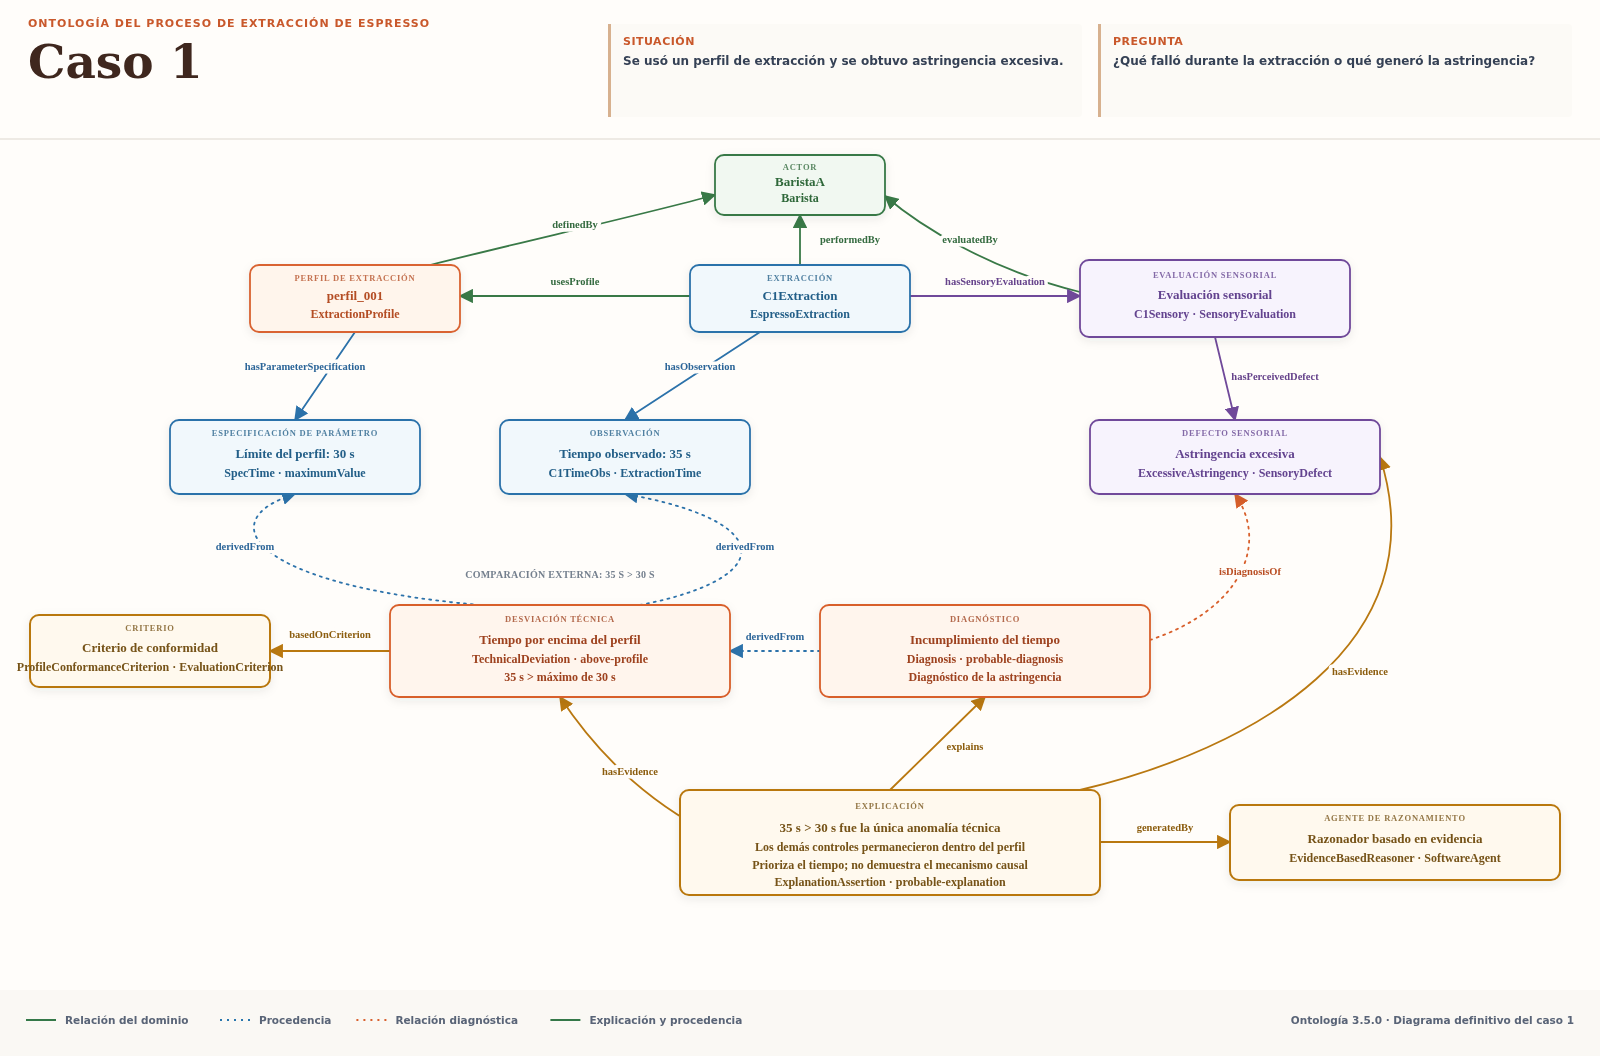 ONTOLOGÍA DEL PROCESO DE EXTRACCIÓN DE ESPRESSO
Caso 1
SITUACIÓN
Se usó un perfil de extracción y se obtuvo astringencia excesiva.
PREGUNTA
¿Qué falló durante la extracción o qué generó la astringencia?
ACTOR
BaristaA
Barista
definedBy
performedBy
evaluatedBy
PERFIL DE EXTRACCIÓN
perfil_001
ExtractionProfile
usesProfile
EXTRACCIÓN
C1Extraction
EspressoExtraction
hasSensoryEvaluation
EVALUACIÓN SENSORIAL
Evaluación sensorial
C1Sensory · SensoryEvaluation
hasParameterSpecification
hasObservation
hasPerceivedDefect
ESPECIFICACIÓN DE PARÁMETRO
Límite del perfil: 30 s
SpecTime · maximumValue
OBSERVACIÓN
Tiempo observado: 35 s
C1TimeObs · ExtractionTime
DEFECTO SENSORIAL
Astringencia excesiva
ExcessiveAstringency · SensoryDefect
derivedFrom
derivedFrom
COMPARACIÓN EXTERNA: 35 S > 30 S
isDiagnosisOf
CRITERIO
Criterio de conformidad
ProfileConformanceCriterion · EvaluationCriterion
basedOnCriterion
DESVIACIÓN TÉCNICA
Tiempo por encima del perfil
TechnicalDeviation · above-profile
35 s > máximo de 30 s
derivedFrom
DIAGNÓSTICO
Incumplimiento del tiempo
Diagnosis · probable-diagnosis
Diagnóstico de la astringencia
hasEvidence
explains
hasEvidence
EXPLICACIÓN
35 s > 30 s fue la única anomalía técnica
Los demás controles permanecieron dentro del perfil
Prioriza el tiempo; no demuestra el mecanismo causal
ExplanationAssertion · probable-explanation
generatedBy
AGENTE DE RAZONAMIENTO
Razonador basado en evidencia
EvidenceBasedReasoner · SoftwareAgent
Relación del dominio
Procedencia
Relación diagnóstica
Explicación y procedencia
Ontología 3.5.0 · Diagrama definitivo del caso 1